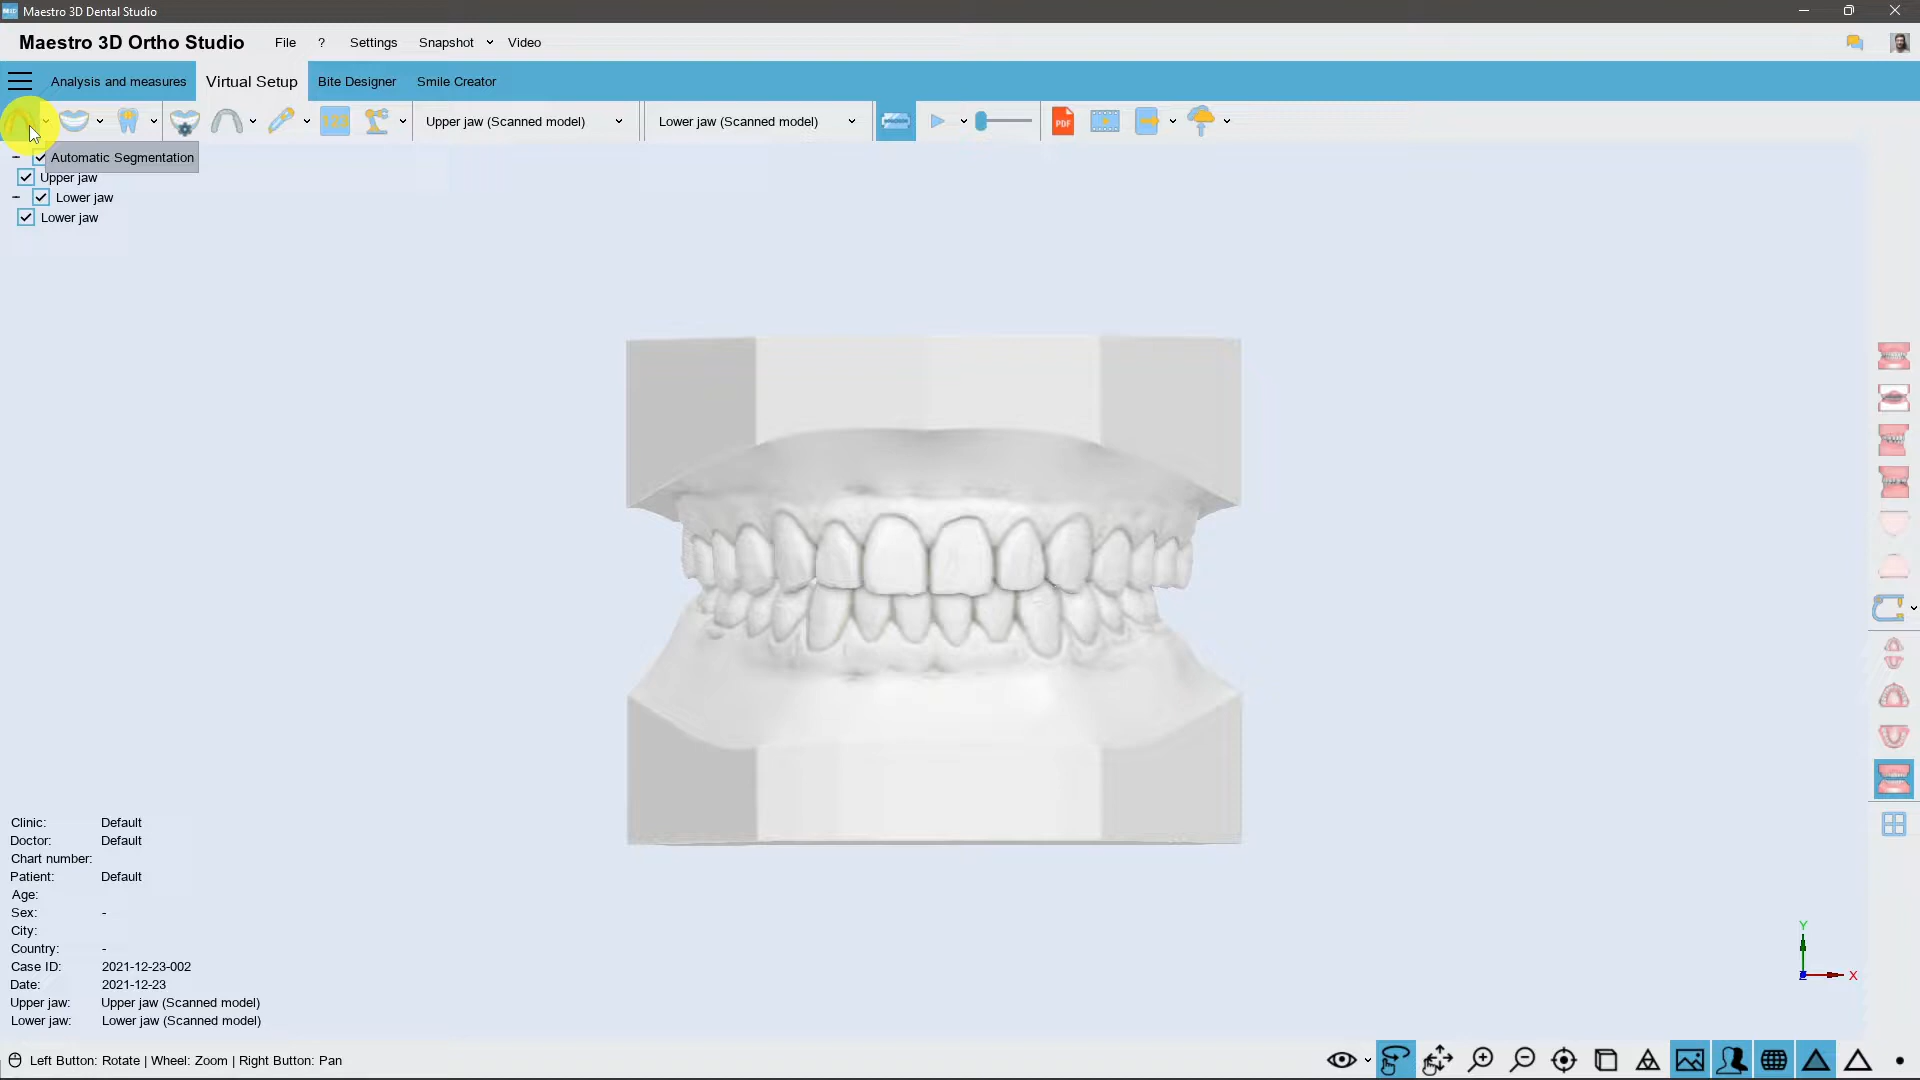 Maestro 3D Dental Studio
Maestro 3D Ortho Studio File ? Settings Snapshot Video
Analysis and measures Virtual Setup Bite Designer Smile Creator
123 Upper jaw (Scanned model) Lower jaw (Scanned model) PDF
Automatic Segmentation
Upper jaw
Lower jaw
Lower jaw
Clinic: Default
Doctor: Default
Chart number:
Patient: Default
Age:
Sex: -
City:
Country: -
Case ID: 2021-12-23-002
Date: 2021-12-23
Upper jaw: Upper jaw (Scanned model)
Lower jaw: Lower jaw (Scanned model)
Y
X
Left Button: Rotate | Wheel: Zoom | Right Button: Pan